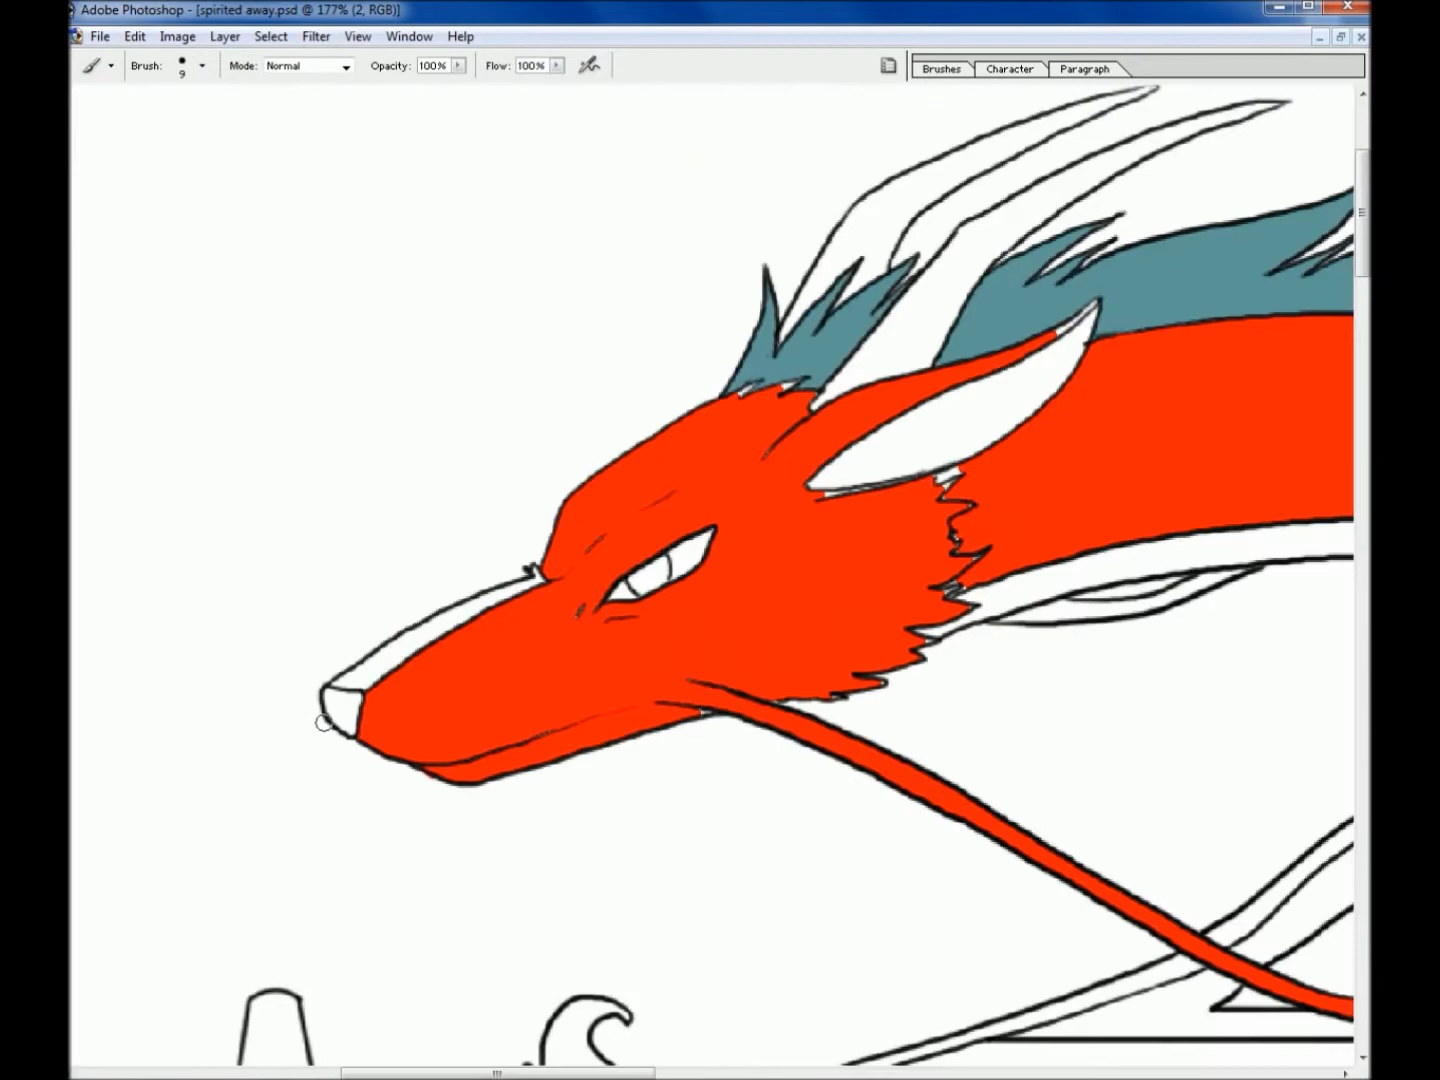 Adobe Photoshop - [spirited away.psd @ 177% (2, RGB)]
File Edit Image Layer Select Filter View Window Help
Brush: 9 Mode: Normal Opacity: 100% Flow: 100% Brushes Character Paragraph